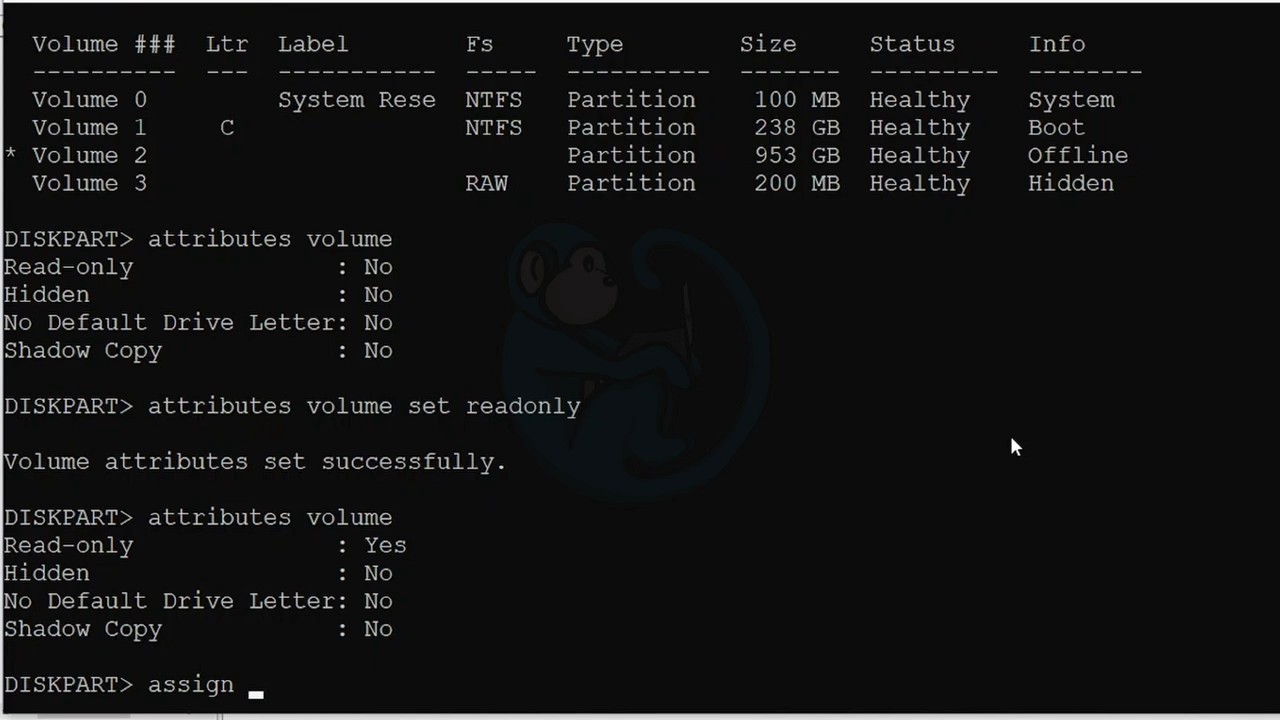 Volume ###  Ltr  Label        Fs     Type        Size     Status     Info
----------  ---  -----------  -----  ----------  -------  ---------  --------
Volume 0         System Rese  NTFS   Partition    100 MB  Healthy    System
Volume 1     C                NTFS   Partition    238 GB  Healthy    Boot
* Volume 2                             Partition    953 GB  Healthy    Offline
Volume 3                      RAW    Partition    200 MB  Healthy    Hidden
DISKPART> attributes volume
Read-only              : No
Hidden                 : No
No Default Drive Letter: No
Shadow Copy            : No
DISKPART> attributes volume set readonly
Volume attributes set successfully.
DISKPART> attributes volume
Read-only              : Yes
Hidden                 : No
No Default Drive Letter: No
Shadow Copy            : No
DISKPART> assign _